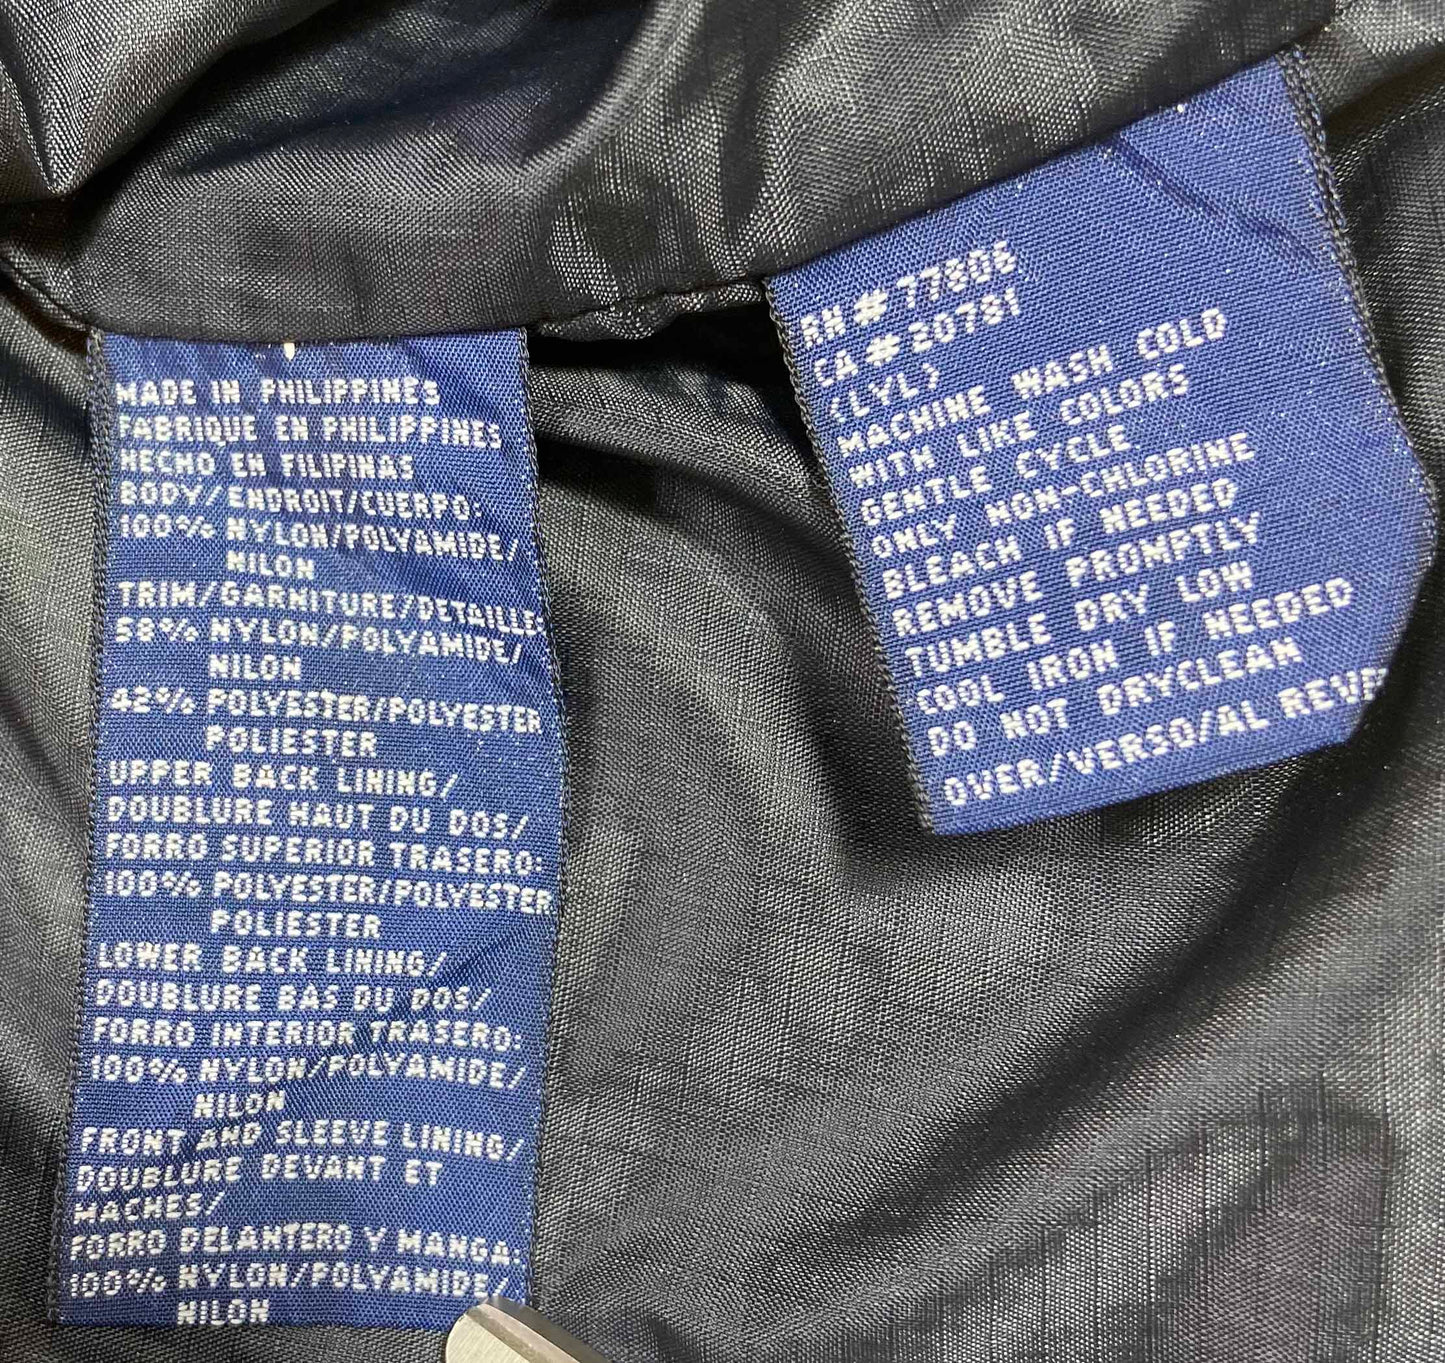 MADE IN PHILIPPINES
FABRIQUE EN PHILIPPINES
HECHO EN FILIPINAS
BODY/ENDROIT/CUERPO:
100% NYLON/POLYAMIDE/
NILON
TRIM/GARNITURE/DETAILLE:
58% NYLON/POLYAMIDE/
NILON
42% POLYESTER/POLYESTER
POLIESTER
UPPER BACK LINING/
DOUBLURE HAUT DU DOS/
FORRO SUPERIOR TRASERO:
100% POLYESTER/POLYESTER
POLIESTER
LOWER BACK LINING/
DOUBLURE BAS DU DOS/
FORRO INTERIOR TRASERO:
100% NYLON/POLYAMIDE/
NILON
FRONT AND SLEEVE LINING/
DOUBLURE DEVANT ET
MACHES/
FORRO DELANTERO Y MANGA:
100% NYLON/POLYAMIDE/
NILON
RN # 77806
CA # 20781
(LYL)
MACHINE WASH COLD
WITH LIKE COLORS
GENTLE CYCLE
ONLY NON-CHLORINE
BLEACH IF NEEDED
REMOVE PROMPTLY
TUMBLE DRY LOW
COOL IRON IF NEEDED
DO NOT DRYCLEAN
OVER/VERSO/AL REV